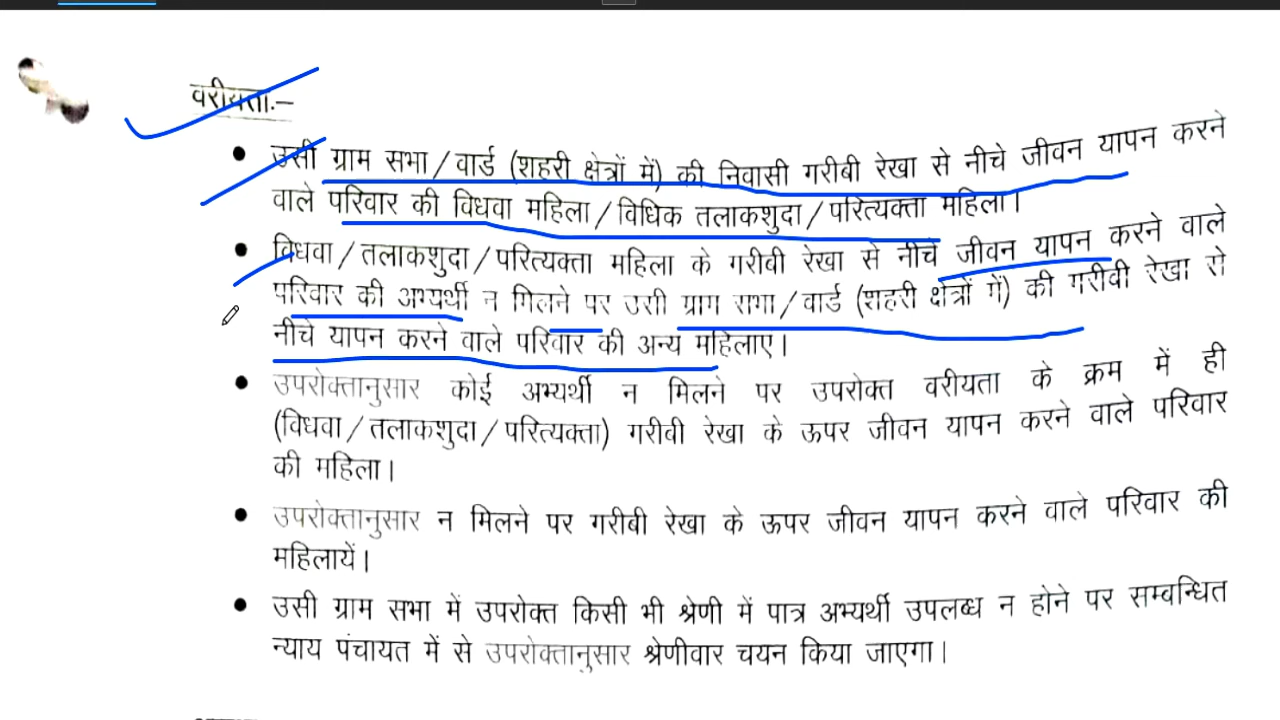 वरीयता:–
• उसी ग्राम सभा/वार्ड (शहरी क्षेत्रों में) की निवासी गरीबी रेखा से नीचे जीवन यापन करने
वाले परिवार की विधवा महिला/विधिक तलाकशुदा/परित्यक्ता महिला।
• विधवा/तलाकशुदा/परित्यक्ता महिला के गरीबी रेखा से नीचे जीवन यापन करने वाले
परिवार की अभ्यर्थी न मिलने पर उसी ग्राम सभा/वार्ड (शहरी क्षेत्रों में) की गरीबी रेखा से
नीचे यापन करने वाले परिवार की अन्य महिलाए।
• उपरोक्तानुसार कोई अभ्यर्थी न मिलने पर उपरोक्त वरीयता के क्रम में ही
(विधवा/तलाकशुदा/परित्यक्ता) गरीबी रेखा के ऊपर जीवन यापन करने वाले परिवार
की महिला।
• उपरोक्तानुसार न मिलने पर गरीबी रेखा के ऊपर जीवन यापन करने वाले परिवार की
महिलायें।
• उसी ग्राम सभा में उपरोक्त किसी भी श्रेणी में पात्र अभ्यर्थी उपलब्ध न होने पर सम्बन्धित
न्याय पंचायत में से उपरोक्तानुसार श्रेणीवार चयन किया जाएगा।